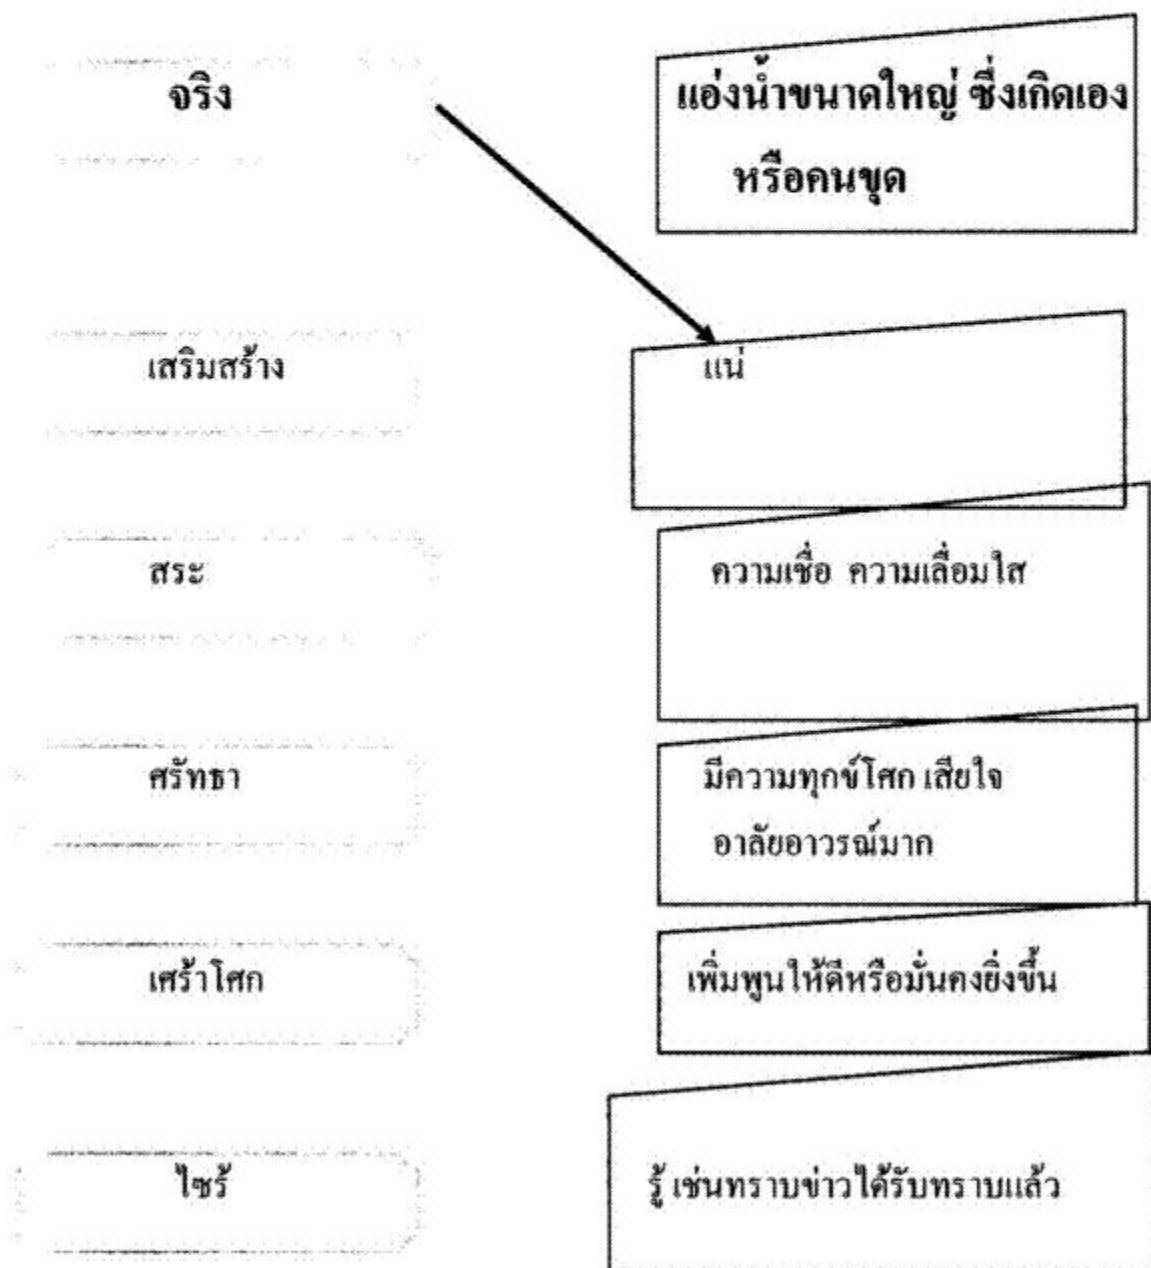 จริง
แอ่งน้ำขนาดใหญ่ ซึ่งเกิดเอง
หรือคนขุด
เสริมสร้าง
แน่
สระ
ความเชื่อ ความเลื่อมใส
ศรัทธา
มีความทุกข์โศก เสียใจ
อาลัยอาวรณ์มาก
เศร้าโศก
เพิ่มพูนให้ดีหรือมั่นคงยิ่งขึ้น
ไซร้
รู้ เช่นทราบข่าวได้รับทราบแล้ว